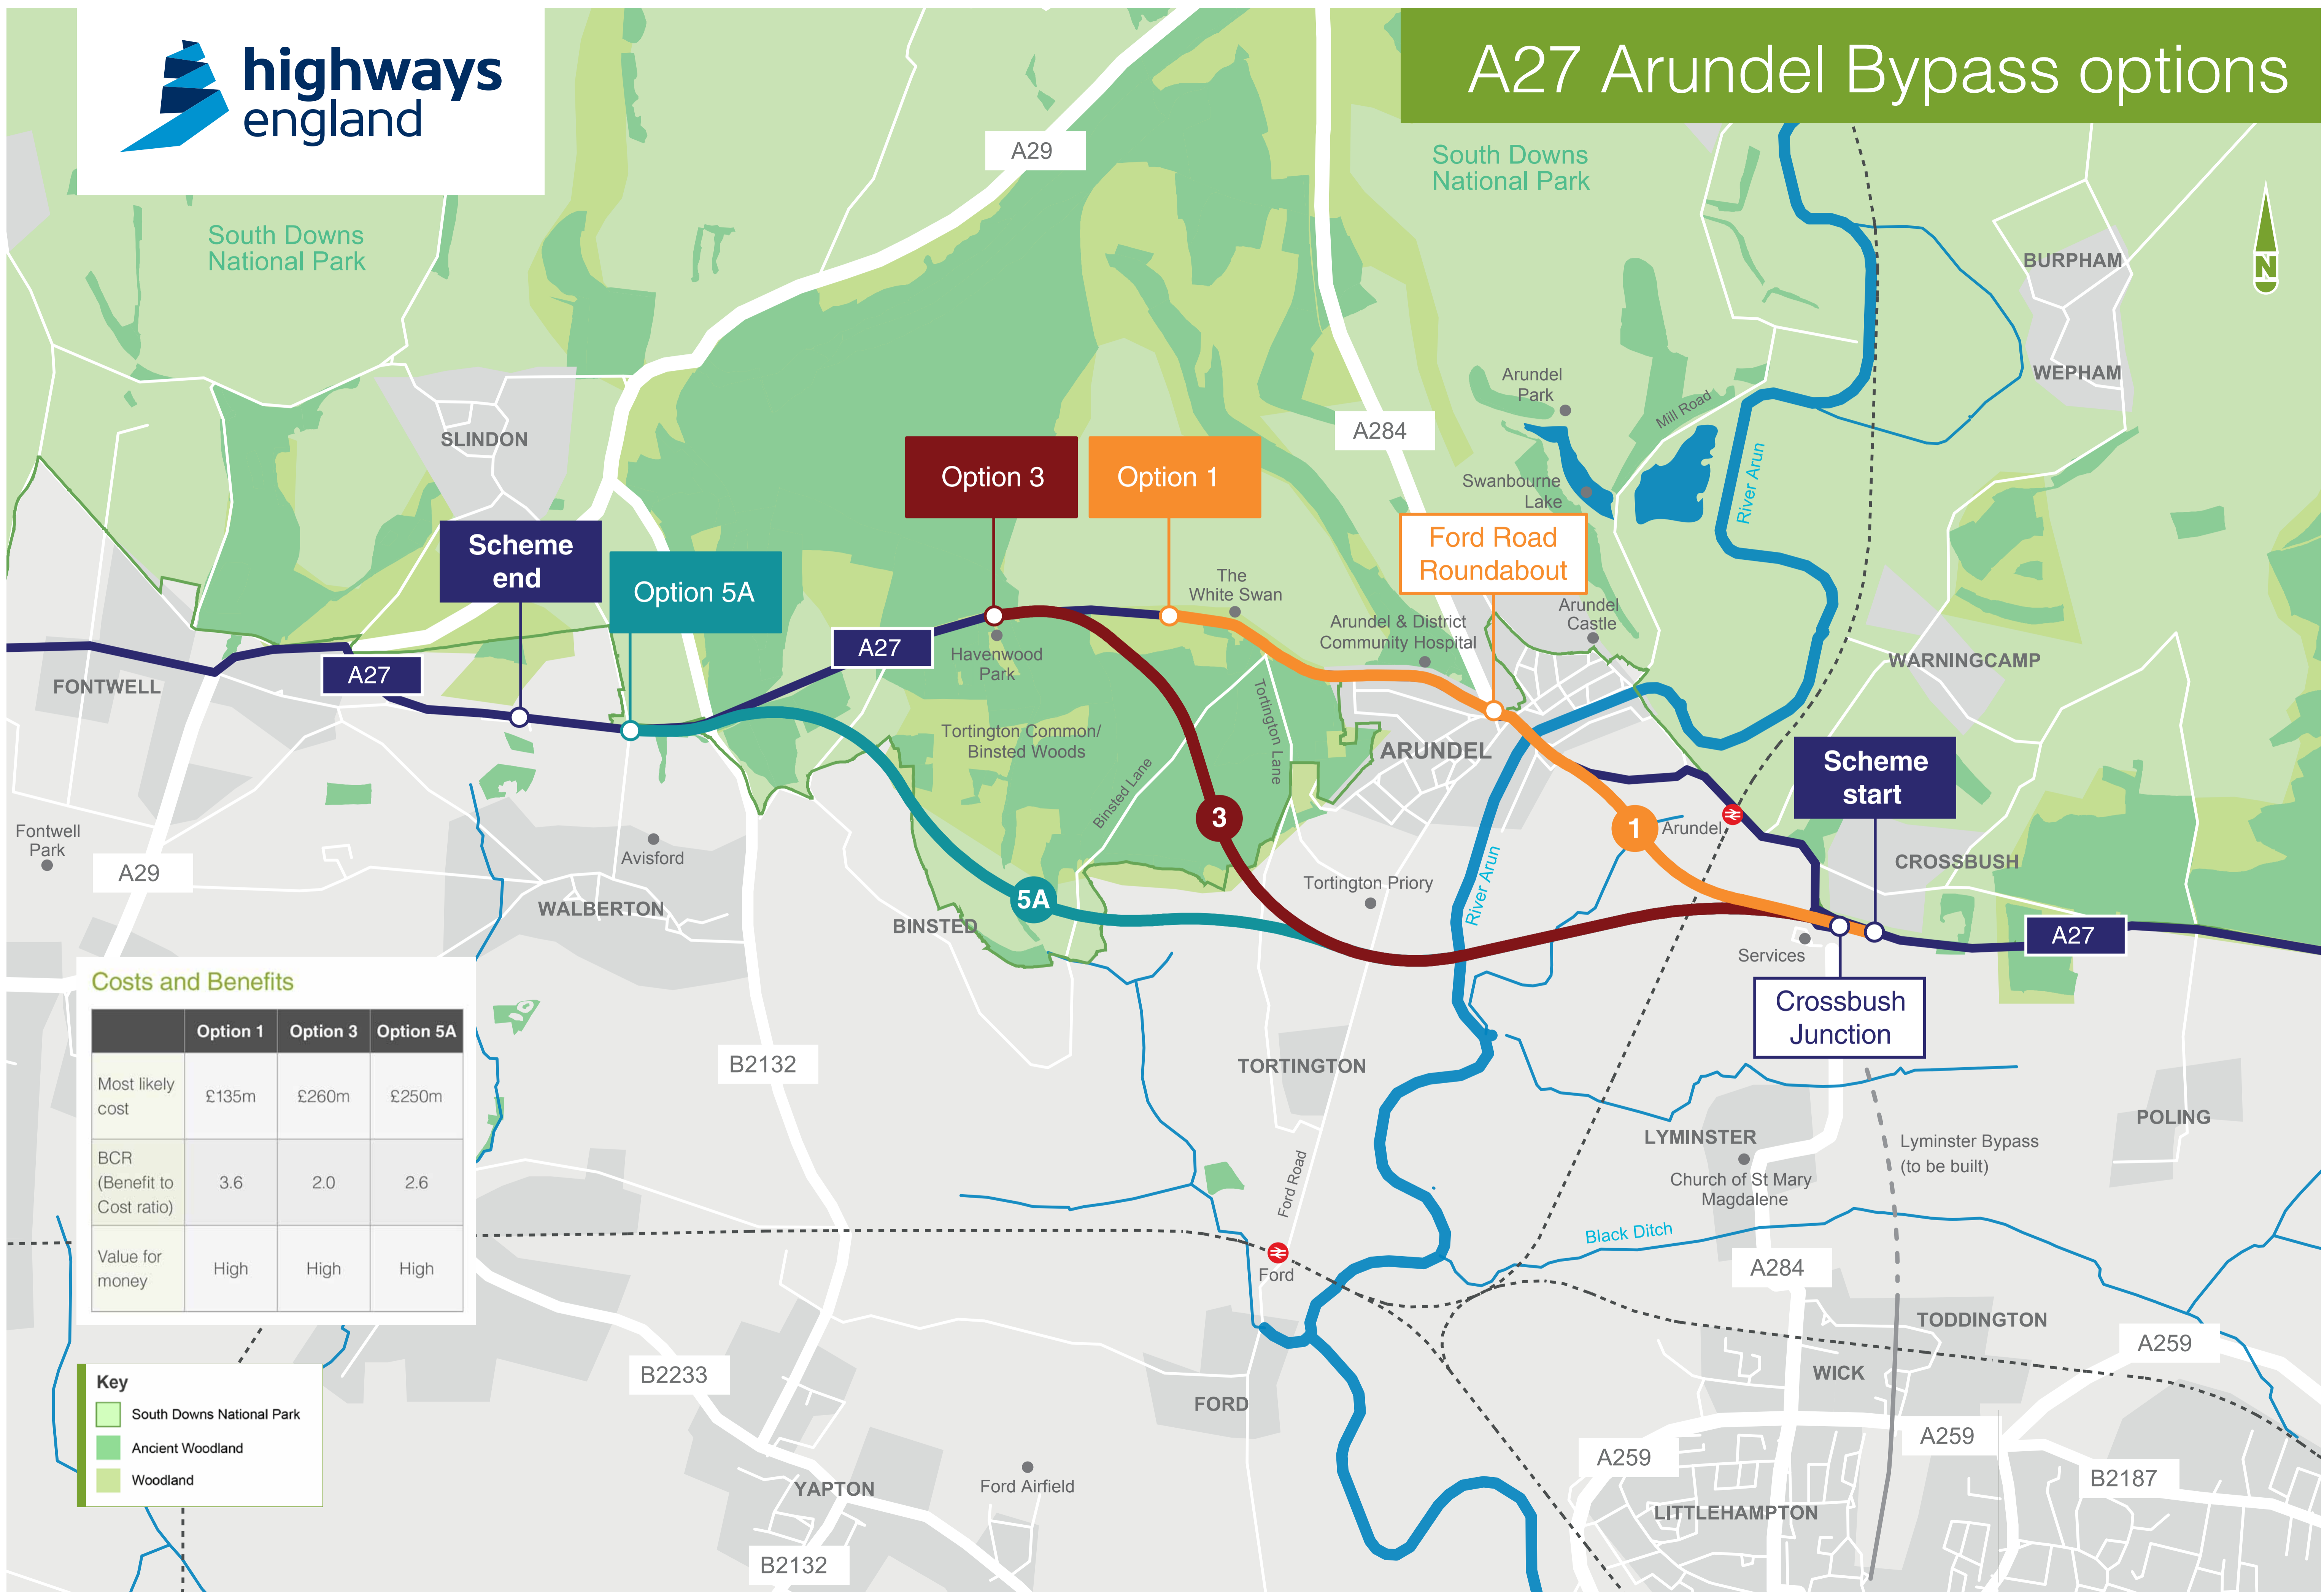 highways
england
A27 Arundel Bypass options
A29
South Downs
National Park
South Downs
National Park
BURPHAM
N
WEPHAM
Arundel
Park
Mill Road
A284
SLINDON
River Arun
Swanbourne
Lake
Option 3
Option 1
Ford Road
Roundabout
Scheme
end
Option 5A
The
White Swan
Arundel
Castle
Arundel & District
Community Hospital
A27
Havenwood
Park
WARNINGCAMP
A27
FONTWELL
Tortington Lane
Tortington Common/
Binsted Woods
ARUNDEL
Scheme
start
Binsted Lane
3
1
Arundel
Fontwell
Park
Avisford
CROSSBUSH
A29
Tortington Priory
River Arun
5A
WALBERTON
BINSTED
A27
Services
Crossbush
Junction
Costs and Benefits
Option 1
Option 3
Option 5A
Most likely
cost
£135m
£260m
£250m
BCR
(Benefit to
Cost ratio)
3.6
2.0
2.6
Value for
money
High
High
High
B2132
TORTINGTON
POLING
LYMINSTER
Lyminster Bypass
(to be built)
Church of St Mary
Magdalene
Ford Road
Black Ditch
Ford
A284
TODDINGTON
A259
WICK
B2233
FORD
Key
South Downs National Park
Ancient Woodland
Woodland
A259
A259
B2187
YAPTON
Ford Airfield
LITTLEHAMPTON
B2132